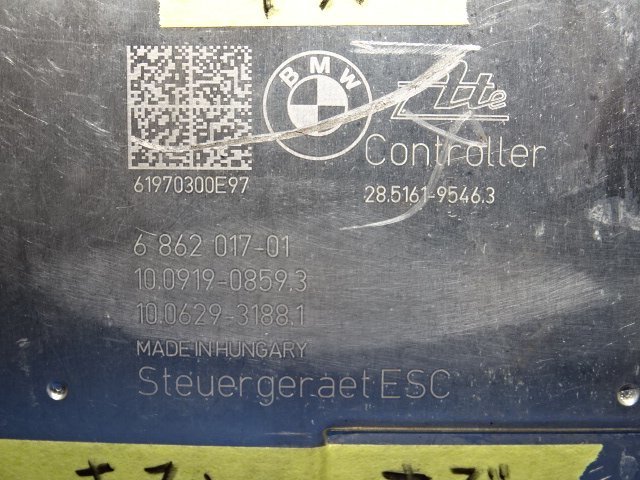 BMW
Ate
Controller
61970300E97
28.5161-9546.3
6 862 017-01
10.0919-0859.3
10.0629-3188.1
MADE IN HUNGARY
Steuergeraet ESC